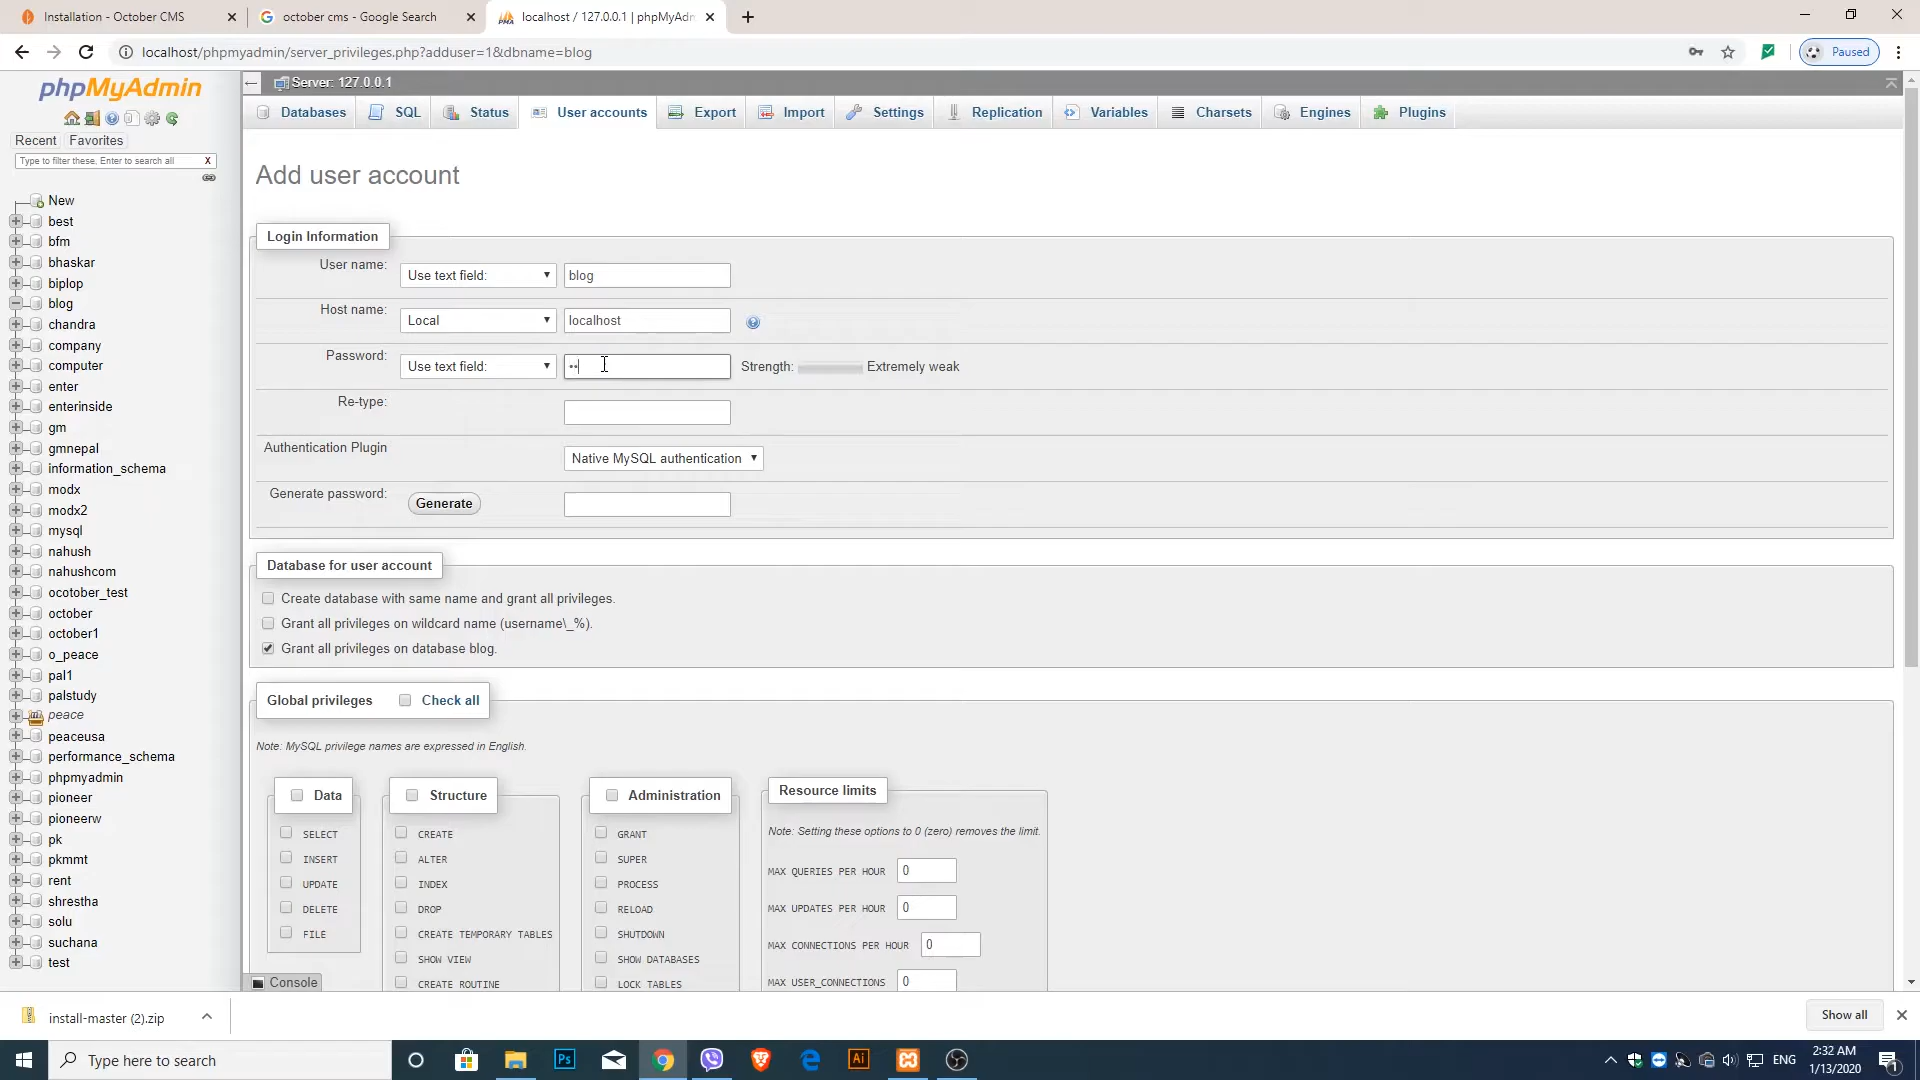 Installation - October CMS
october cms - Google Search
localhost / 127.0.0.1 | phpMyAdm
localhost/phpmyadmin/server_privileges.php?adduser=1&dbname=blog
Paused
phpMyAdmin
Recent
Favorites
Type to filter these, Enter to search all
X
New
best
bfm
bhaskar
biplop
blog
chandra
company
computer
enter
enterinside
gm
gmnepal
information_schema
modx
modx2
mysql
nahush
nahushcom
ocotober_test
october
october1
o_peace
pal1
palstudy
peace
peaceusa
performance_schema
phpmyadmin
pioneer
pioneerw
pk
pkmmt
rent
shrestha
solu
suchana
test
Server: 127.0.0.1
Databases
SQL
Status
User accounts
Export
Import
Settings
Replication
Variables
Charsets
Engines
Plugins
Add user account
Login Information
User name:
Use text field:
blog
Host name:
Local
localhost
Password:
Use text field:
••
Strength:
Extremely weak
Re-type:
Authentication Plugin
Native MySQL authentication
Generate password:
Generate
Database for user account
Create database with same name and grant all privileges.
Grant all privileges on wildcard name (username\_%).
Grant all privileges on database blog.
Global privileges
Check all
Note: MySQL privilege names are expressed in English.
Data
SELECT
INSERT
UPDATE
DELETE
FILE
Structure
CREATE
ALTER
INDEX
DROP
CREATE TEMPORARY TABLES
SHOW VIEW
CREATE ROUTINE
Administration
GRANT
SUPER
PROCESS
RELOAD
SHUTDOWN
SHOW DATABASES
LOCK TABLES
Resource limits
Note: Setting these options to 0 (zero) removes the limit.
MAX QUERIES PER HOUR
0
MAX UPDATES PER HOUR
0
MAX CONNECTIONS PER HOUR
0
MAX USER_CONNECTIONS
0
Console
install-master (2).zip
Show all
Type here to search
Ps
Ai
ENG
2:32 AM
1/13/2020
1